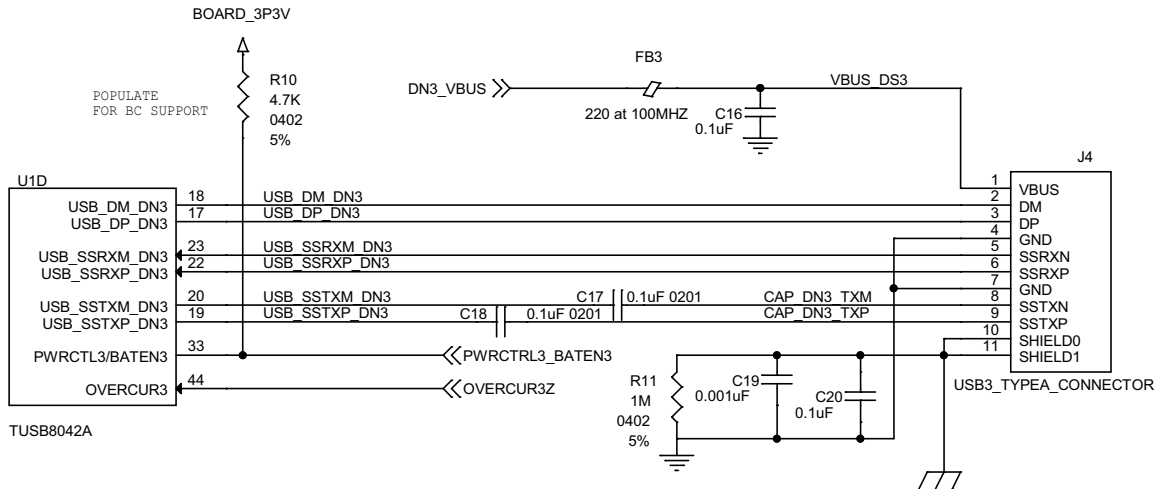 BOARD_3P3V
POPULATE
FOR BC SUPPORT
R10
4.7K
0402
5%
DN3_VBUS
FB3
220 at 100MHZ
VBUS_DS3
C16
0.1uF
J4
U1D
USB_DM_DN3 18 USB_DM_DN3
USB_DP_DN3 17 USB_DP_DN3
USB_SSRXM_DN3 23 USB_SSRXM_DN3
USB_SSRXP_DN3 22 USB_SSRXP_DN3
USB_SSTXM_DN3 20 USB_SSTXM_DN3 C17 0.1uF 0201 CAP_DN3_TXM
USB_SSTXP_DN3 19 USB_SSTXP_DN3 C18 0.1uF 0201 CAP_DN3_TXP
PWRCTL3/BATEN3 33 PWRCTRL3_BATEN3
OVERCUR3 44 OVERCUR3Z
TUSB8042A
1 VBUS
2 DM
3 DP
4 GND
5 SSRXN
6 SSRXP
7 GND
8 SSTXN
9 SSTXP
10 SHIELD0
11 SHIELD1
USB3_TYPEA_CONNECTOR
R11
1M
0402
5%
C19
0.001uF
C20
0.1uF